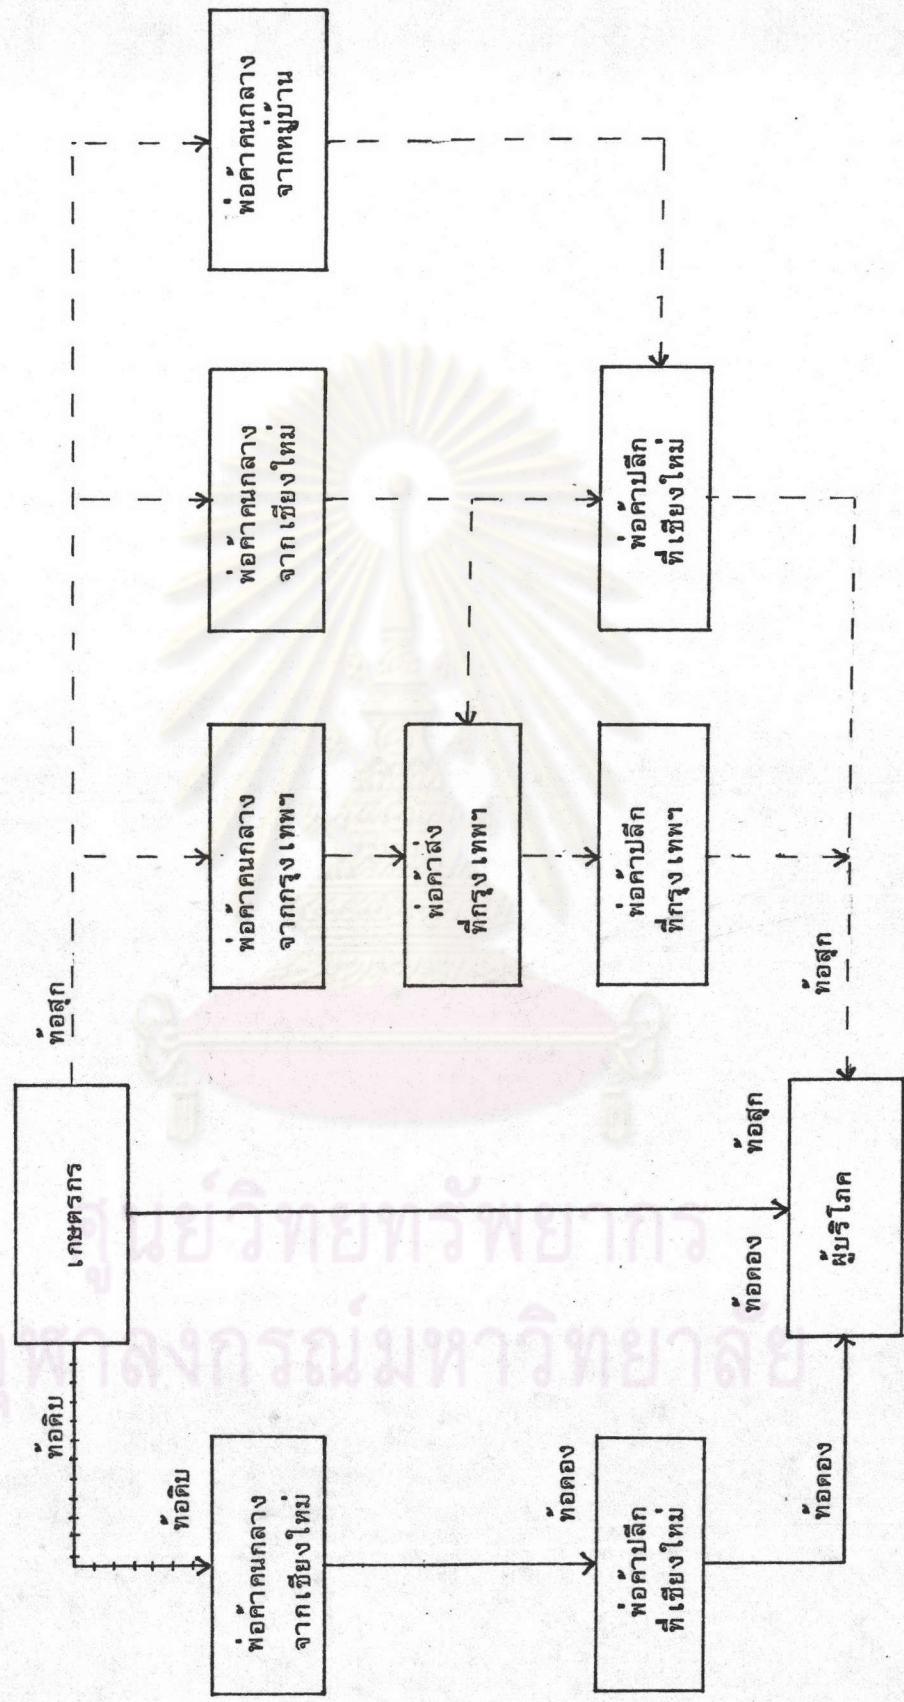 เกษตรกร
ท้อดิบ
ท้อสุก
ท้อดิบ
พ่อค้าคนกลาง
จากเชียงใหม่
พ่อค้าคนกลาง
จากกรุงเทพฯ
พ่อค้าคนกลาง
จากเชียงใหม่
พ่อค้าคนกลาง
จากหมู่บ้าน
พ่อค้าส่ง
ที่กรุงเทพฯ
ท้อดอง
พ่อค้าปลีก
ที่เชียงใหม่
พ่อค้าปลีก
ที่กรุงเทพฯ
พ่อค้าปลีก
ที่เชียงใหม่
ท้อดอง
ท้อสุก
ท้อดอง
ท้อสุก
ผู้บริโภค
ศูนย์วิทยทรัพยากร
จุฬาลงกรณ์มหาวิทยาลัย